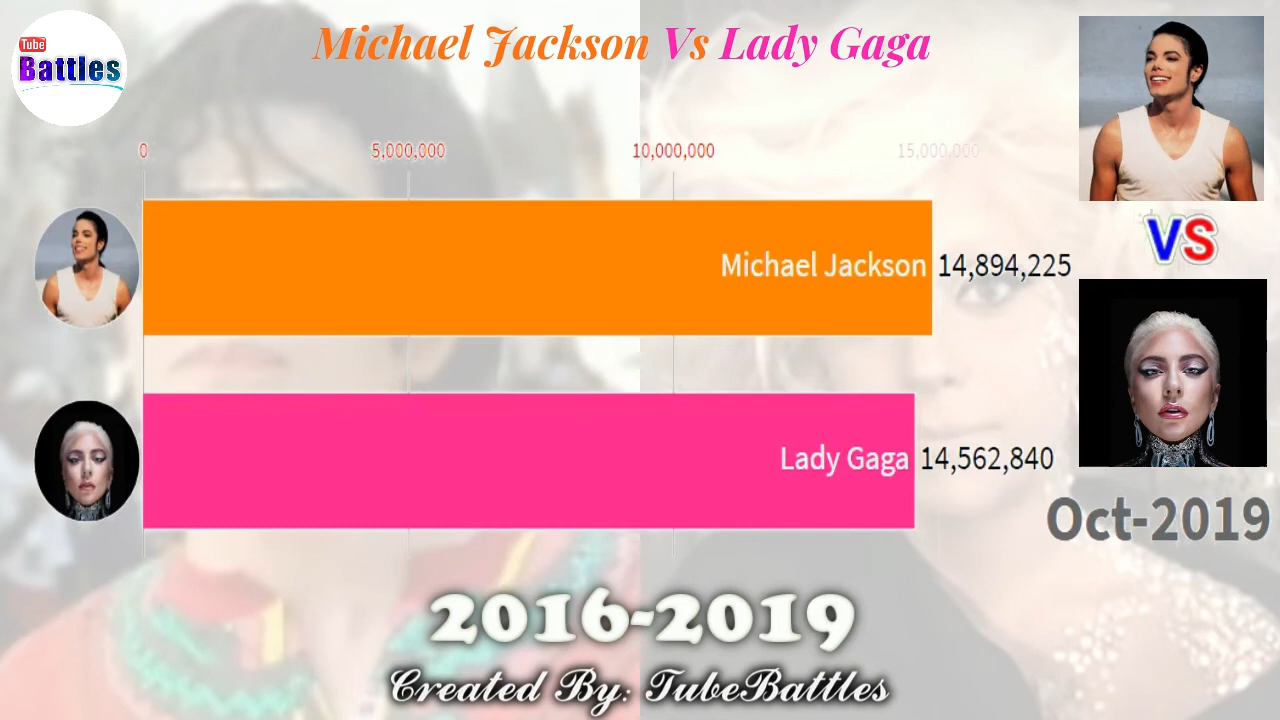 Tube
Battles
Michael Jackson Vs Lady Gaga
0 5,000,000 10,000,000 15,000,000
Michael Jackson 14,894,225
VS
Lady Gaga 14,562,840
Oct-2019
2016-2019
Created By: TubeBattles